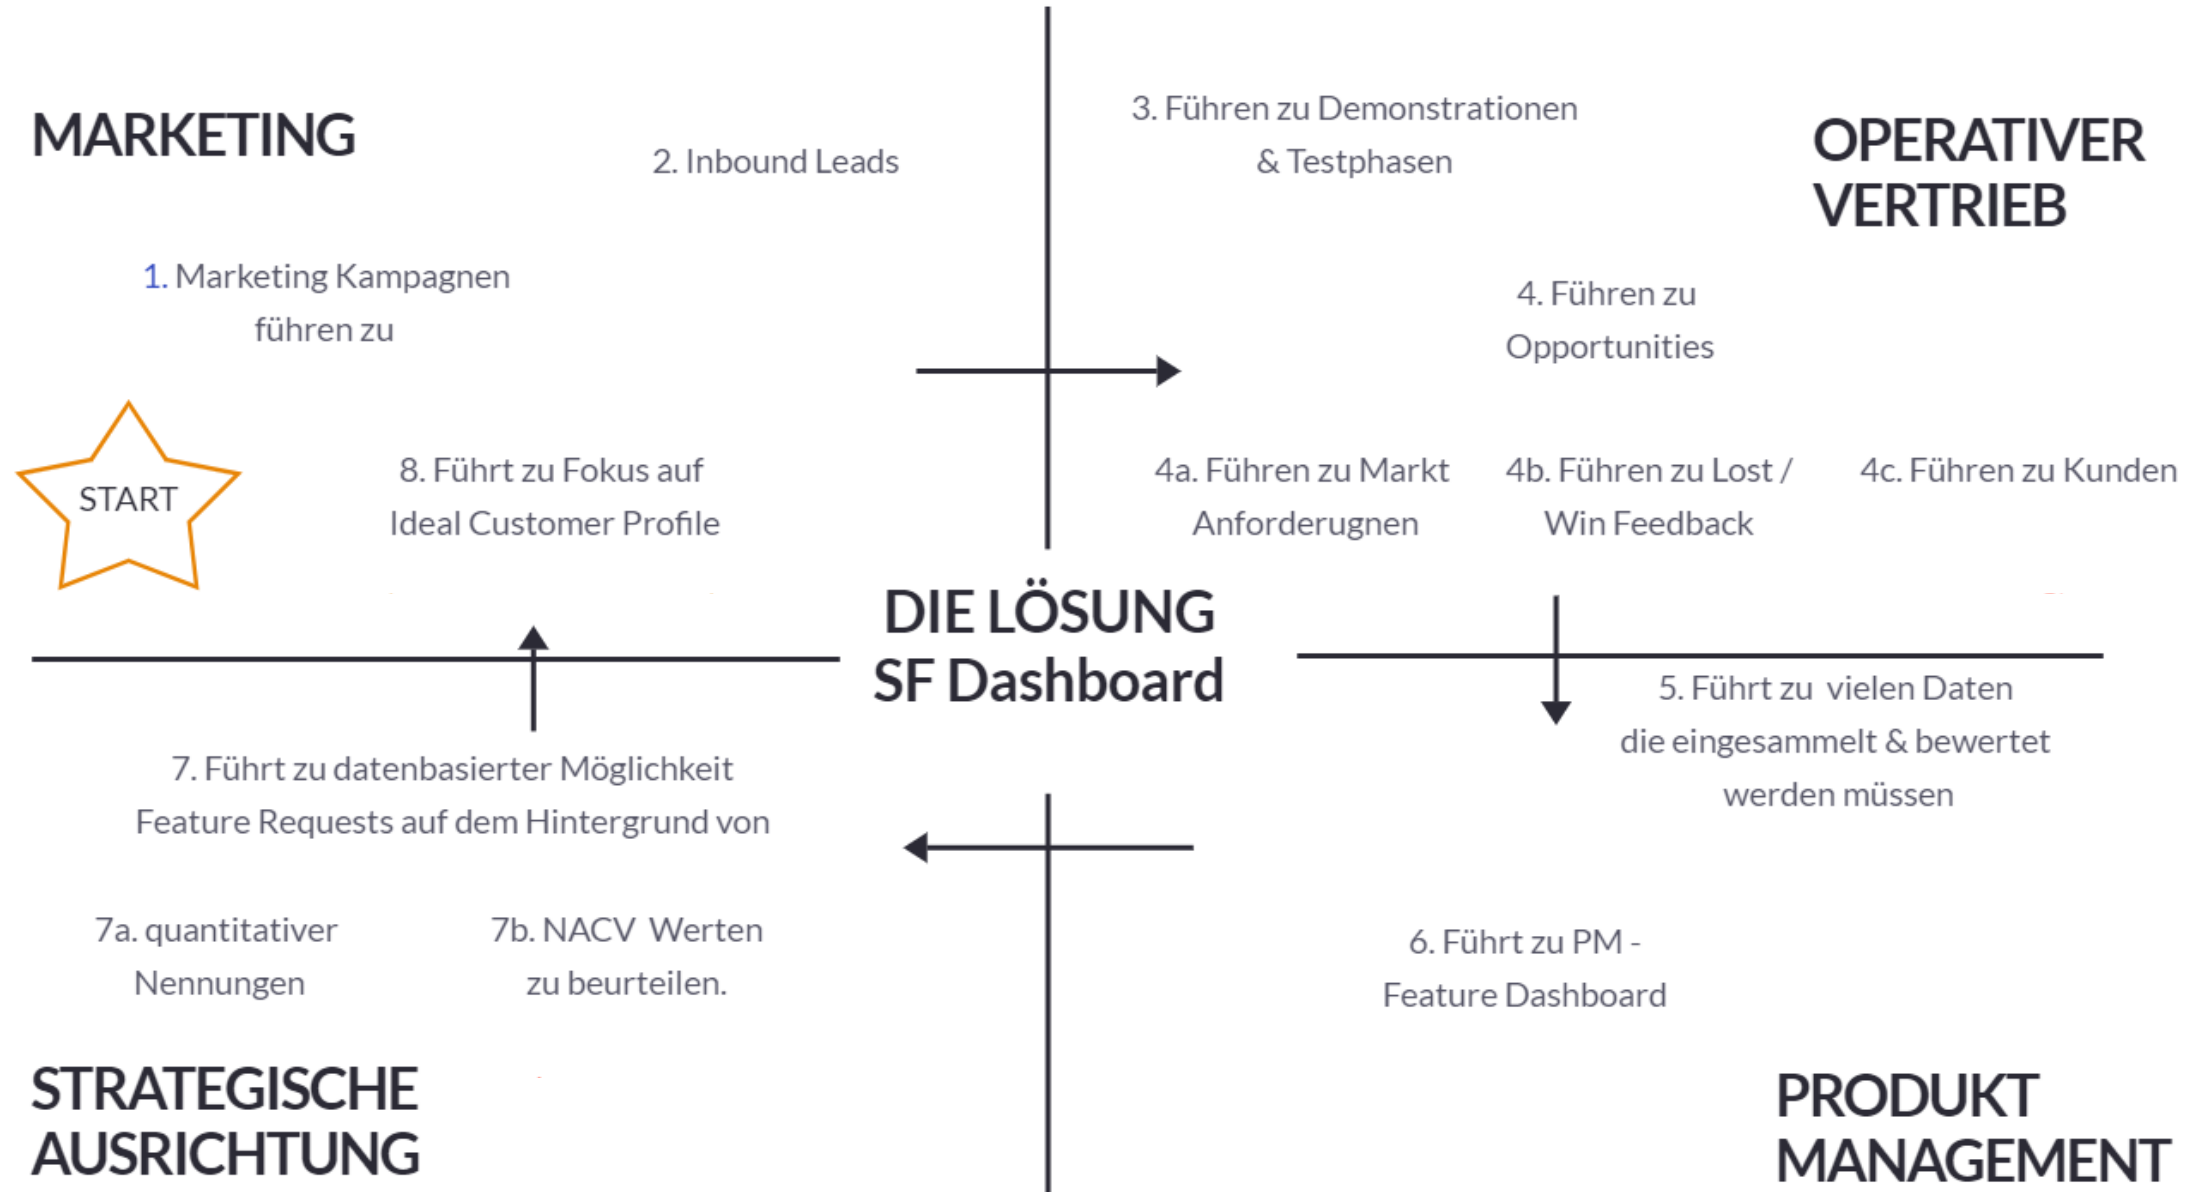 MARKETING
1. Marketing Kampagnen
führen zu
2. Inbound Leads
START
8. Führt zu Fokus auf
Ideal Customer Profile
OPERATIVER
VERTRIEB
3. Führen zu Demonstrationen
& Testphasen
4. Führen zu
Opportunities
4a. Führen zu Markt
Anforderugnen
4b. Führen zu Lost /
Win Feedback
4c. Führen zu Kunden
DIE LÖSUNG
SF Dashboard
5. Führt zu vielen Daten
die eingesammelt & bewertet
werden müssen
6. Führt zu PM -
Feature Dashboard
PRODUKT
MANAGEMENT
7. Führt zu datenbasierter Möglichkeit
Feature Requests auf dem Hintergrund von
7a. quantitativer
Nennungen
7b. NACV Werten
zu beurteilen.
STRATEGISCHE
AUSRICHTUNG